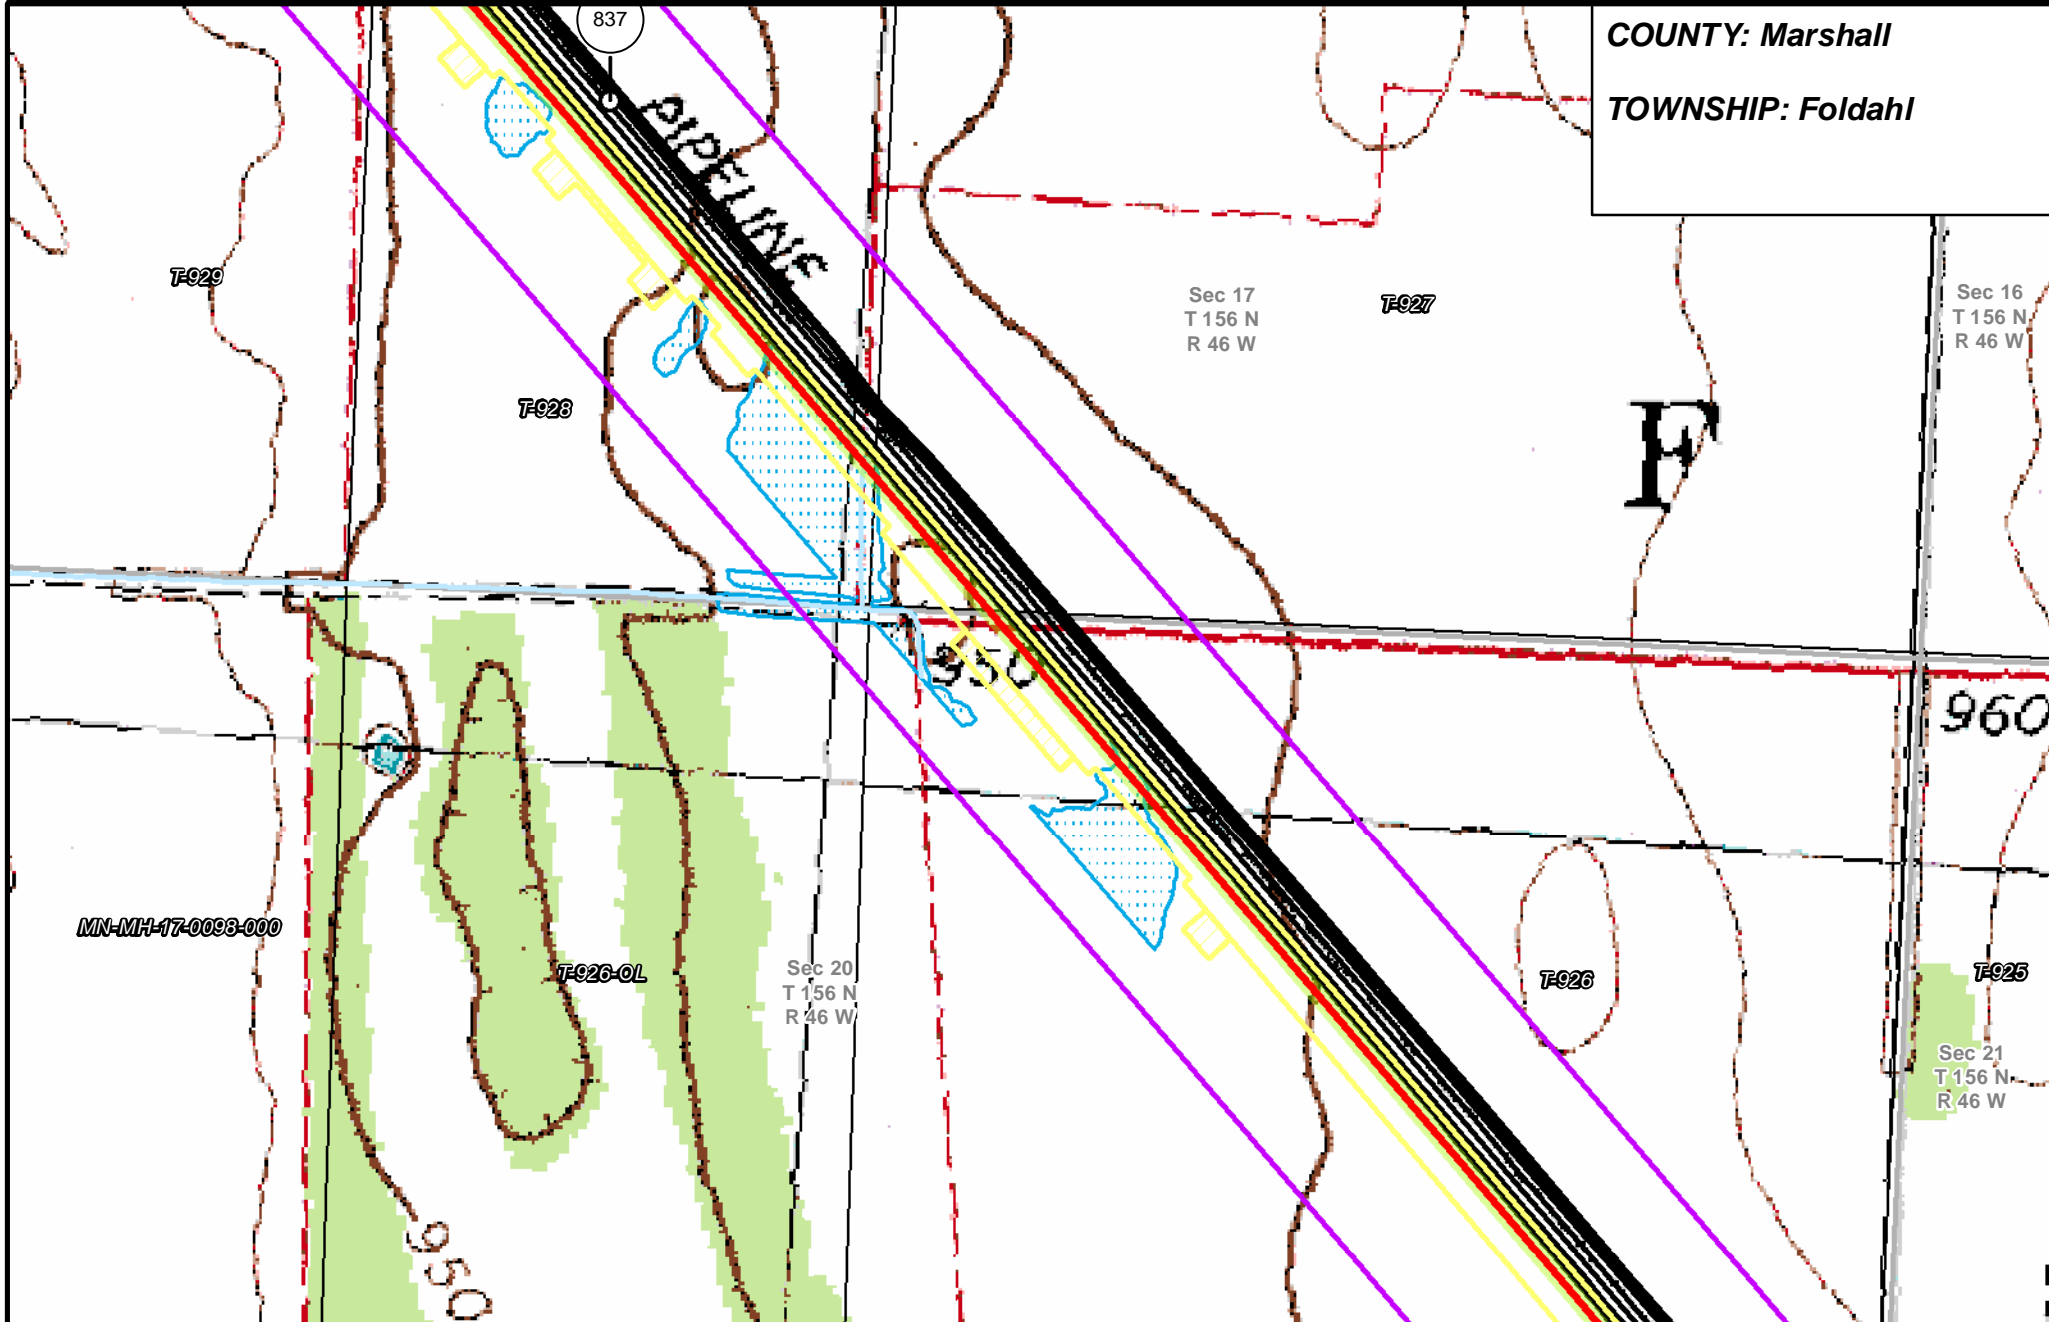 837
COUNTY: Marshall
TOWNSHIP: Foldahl
PIPELINE
T-929
Sec 17
T 156 N
R 46 W
T-927
Sec 16
T 156 N
R 46 W
T-928
F
950
960
MN-MH-17-0098-000
T-926-OL
Sec 20
T 156 N
R 46 W
T-926
T-925
Sec 21
T 156 N
R 46 W
950